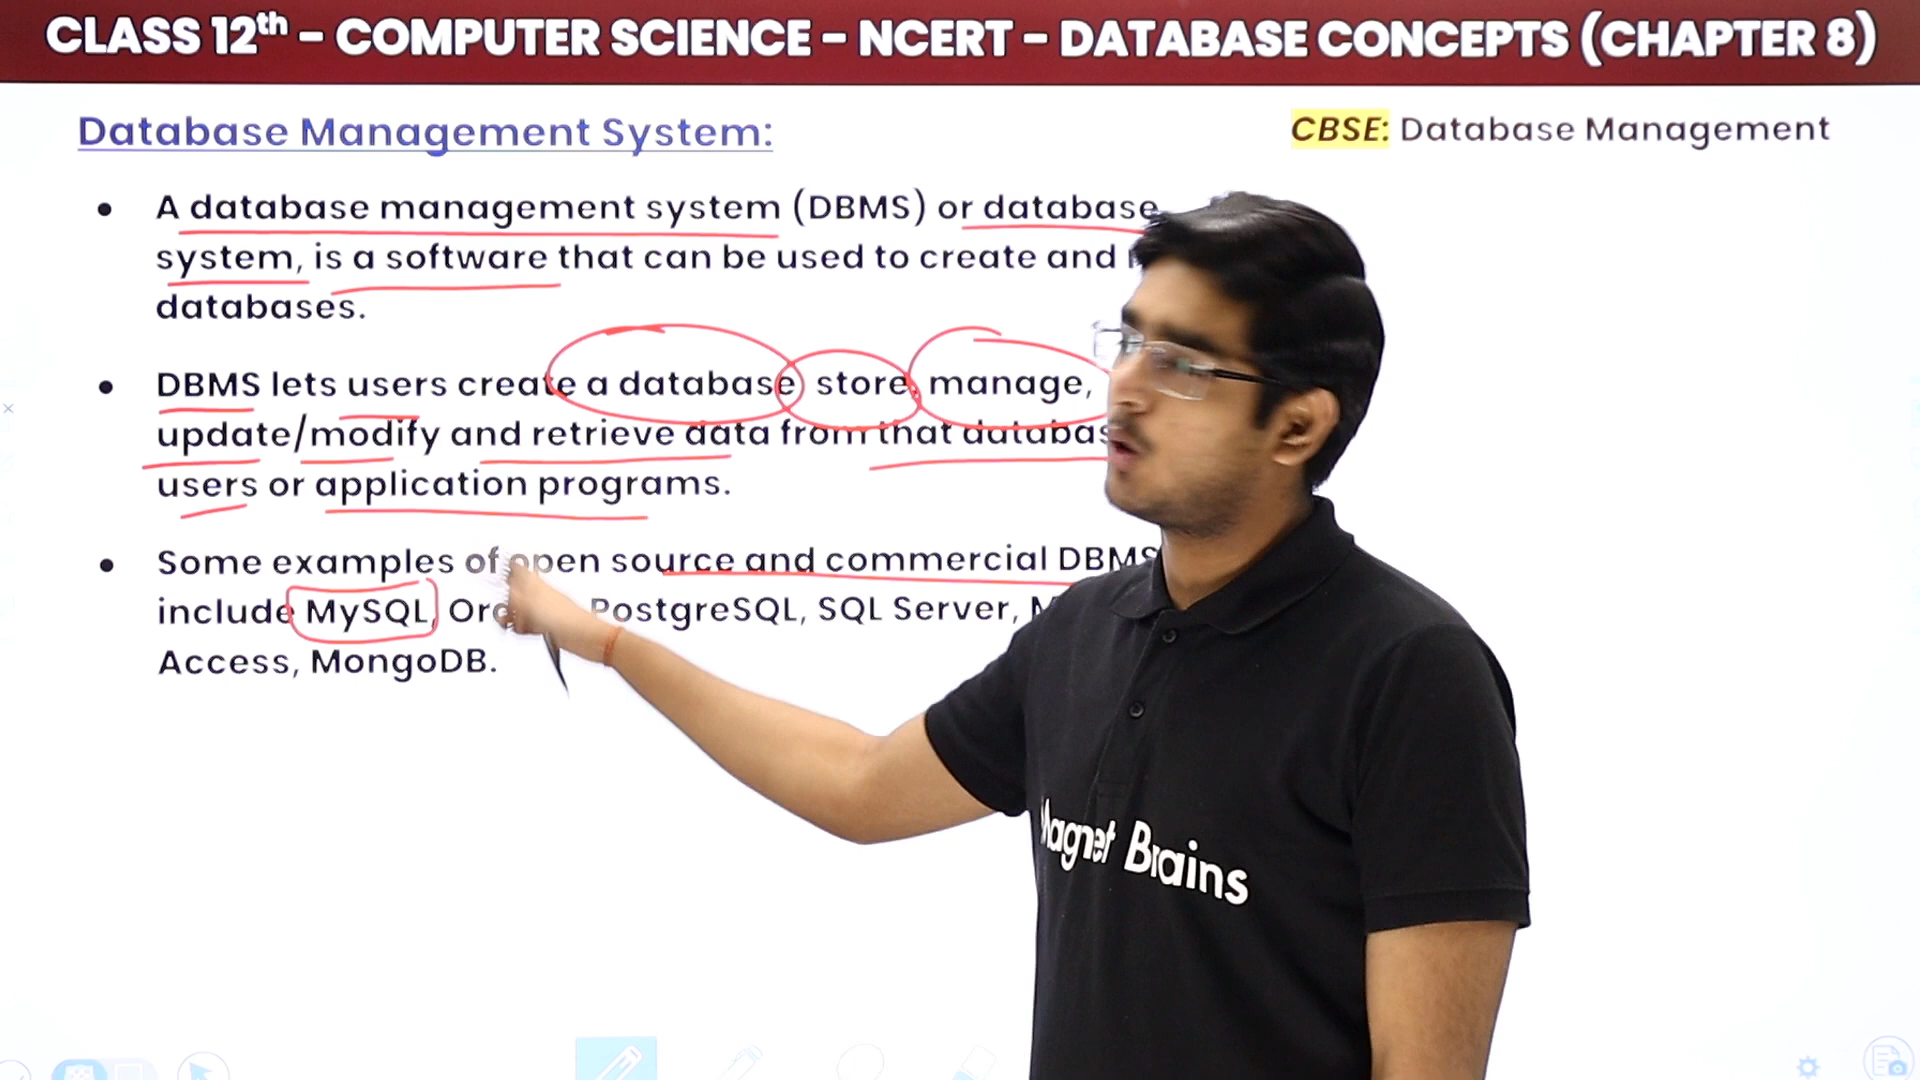 CLASS 12th – COMPUTER SCIENCE – NCERT – DATABASE CONCEPTS (CHAPTER 8)
Database Management System:
CBSE: Database Management
• A database management system (DBMS) or database
system, is a software that can be used to create and
databases.
• DBMS lets users create a database, store, manage,
update/modify and retrieve data from that
users or application programs.
• Some examples of open source and commercial DBMS
include MySQL, PostgreSQL, SQL Server,
Access, MongoDB.
Magnet Brains